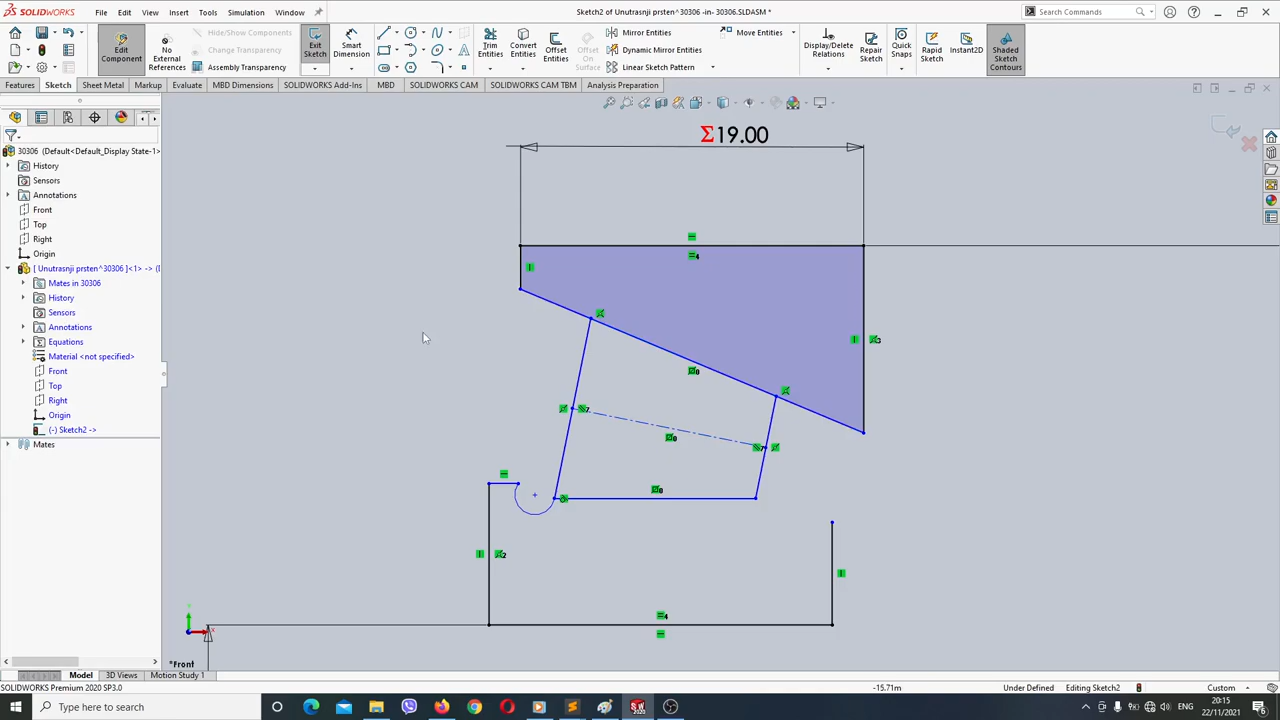 SOLIDWORKS
File
Edit
View
Insert
Tools
Simulation
Window
Sketch2 of Unutrasnji prsten^30306 -in- 30306.SLDASM *
Search Commands
Edit Component
No External References
Hide/Show Components
Change Transparency
Assembly Transparency
Exit Sketch
Smart Dimension
Trim Entities
Convert Entities
Offset Entities
Offset On Surface
Mirror Entities
Dynamic Mirror Entities
Linear Sketch Pattern
Move Entities
Display/Delete Relations
Repair Sketch
Quick Snaps
Rapid Sketch
Instant2D
Shaded Sketch Contours
Features
Sketch
Sheet Metal
Markup
Evaluate
MBD Dimensions
SOLIDWORKS Add-Ins
MBD
SOLIDWORKS CAM
SOLIDWORKS CAM TBM
Analysis Preparation
30306 (Default<Default_Display State-1>
History
Sensors
Annotations
Front
Top
Right
Origin
[ Unutrasnji prsten^30306 ]<1> -> (I
Mates in 30306
History
Sensors
Annotations
Equations
Material <not specified>
Front
Top
Right
Origin
(-) Sketch2 ->
Mates
Σ19.00
*Front
Model
3D Views
Motion Study 1
SOLIDWORKS Premium 2020 SP3.0
-15.71m
Under Defined
Editing Sketch2
Custom
Type here to search
ENG
20:15
22/11/2021